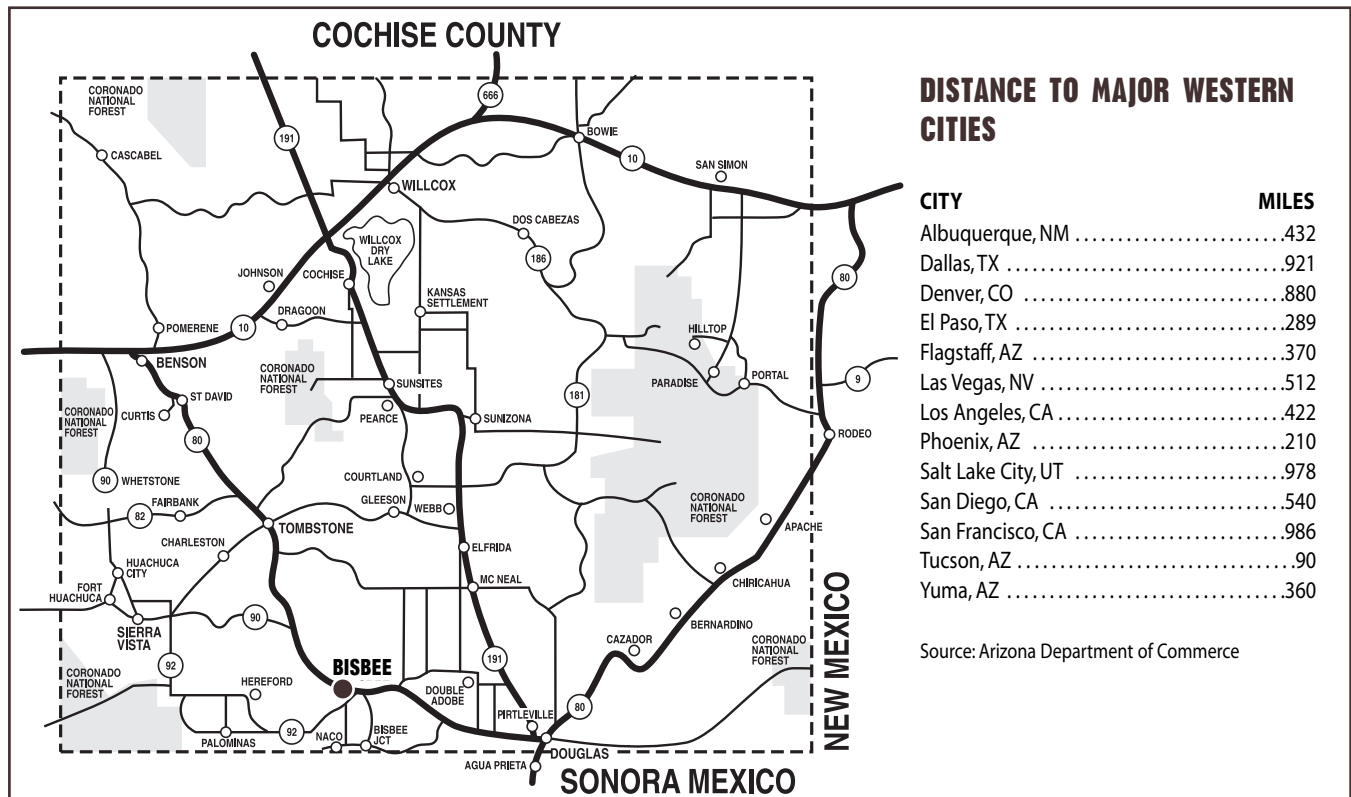 COCHISE COUNTY
CORONADO
NATIONAL
FOREST
CASCABEL
191
666
BOWIE
10
SAN SIMON
WILLCOX
DOS CABEZAS
WILLCOX
DRY
LAKE
186
JOHNSON
COCHISE
80
KANSAS
SETTLEMENT
POMERENE
10
DRAGOON
HILLTOP
BENSON
CORONADO
NATIONAL
FOREST
SUNSITES
PARADISE
PORTAL
9
ST DAVID
181
CORONADO
NATIONAL
FOREST
CURTIS
PEARCE
SUNIZONA
80
RODEO
90
WHETSTONE
COURTLAND
FAIRBANK
GLEESON
WEBB
CORONADO
NATIONAL
FOREST
82
TOMBSTONE
APACHE
CHARLESTON
ELFRIDA
HUACHUCA
CITY
MC NEAL
CHIRICAHUA
FORT
HUACHUCA
90
BERNARDINO
SIERRA
VISTA
CAZADOR
CORONADO
NATIONAL
FOREST
92
BISBEE
191
CORONADO
NATIONAL
FOREST
HEREFORD
DOUBLE
ADOBE
80
PIRTLEVILLE
92
PALOMINAS
NACO
BISBEE
JCT
DOUGLAS
AGUA PRIETA
SONORA MEXICO
NEW MEXICO
DISTANCE TO MAJOR WESTERN
CITIES
CITY MILES
Albuquerque, NM ..............................432
Dallas, TX ..............................921
Denver, CO ..............................880
El Paso, TX ..............................289
Flagstaff, AZ ..............................370
Las Vegas, NV ..............................512
Los Angeles, CA ..............................422
Phoenix, AZ ..............................210
Salt Lake City, UT ..............................978
San Diego, CA ..............................540
San Francisco, CA ..............................986
Tucson, AZ ..............................90
Yuma, AZ ..............................360
Source: Arizona Department of Commerce